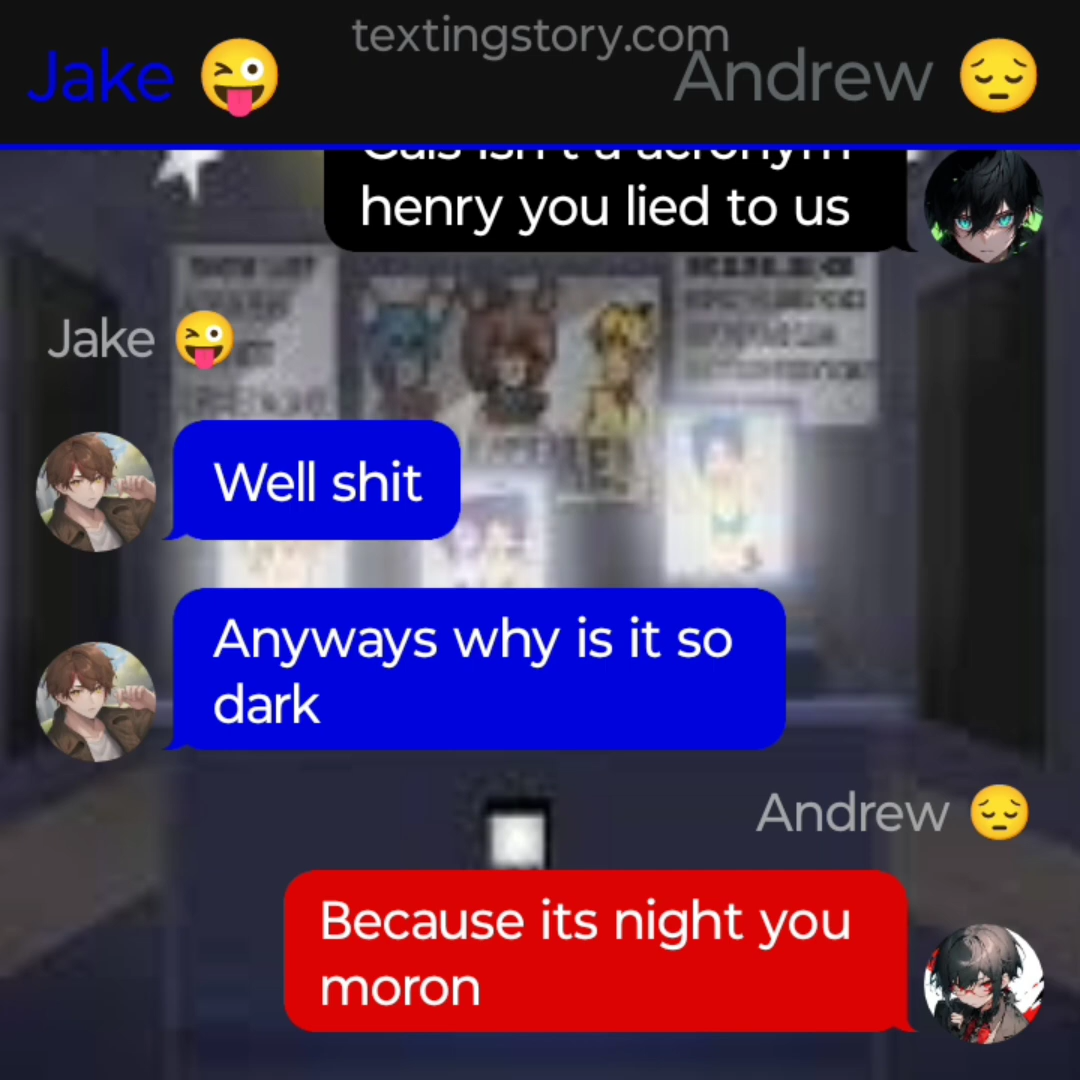 textingstory.com
Jake 😜
Andrew 😔
henry you lied to us
Jake 😜
Well shit
Anyways why is it so
dark
Andrew 😔
Because its night you
moron